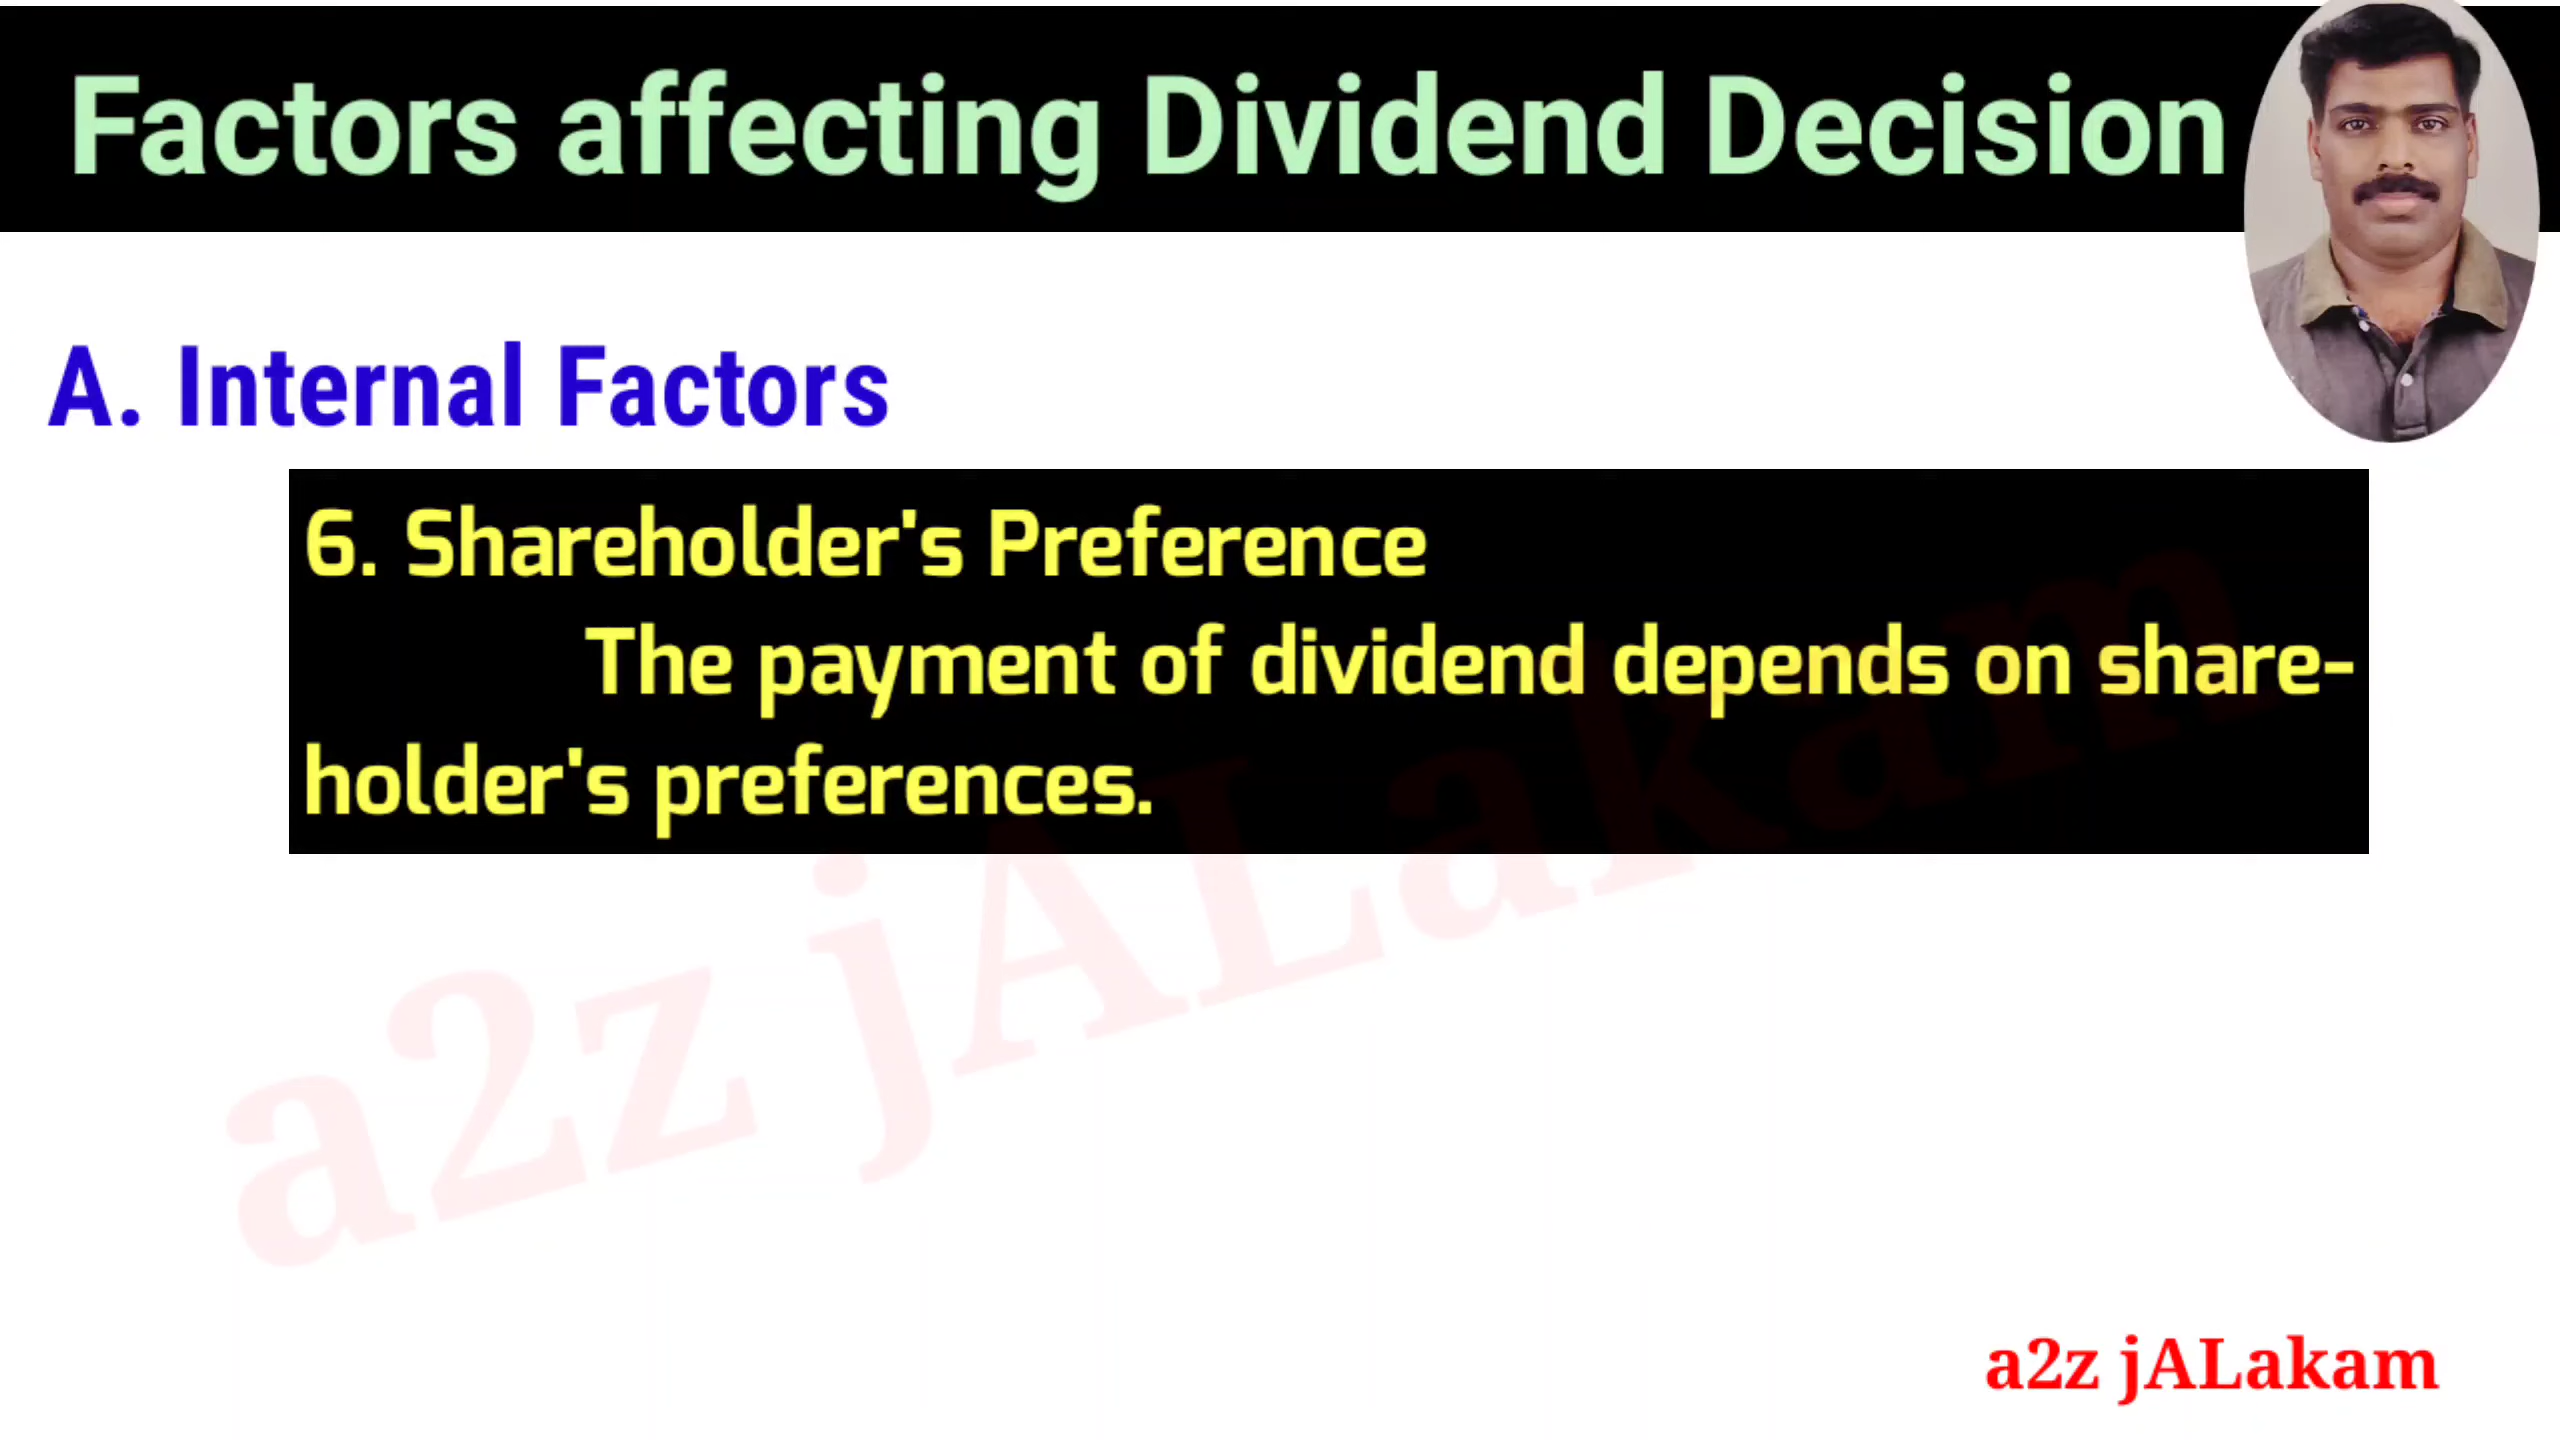 Factors affecting Dividend Decision
A. Internal Factors
6. Shareholder's Preference
The payment of dividend depends on share-
holder's preferences.
a2z jALakam
a2z jALakam